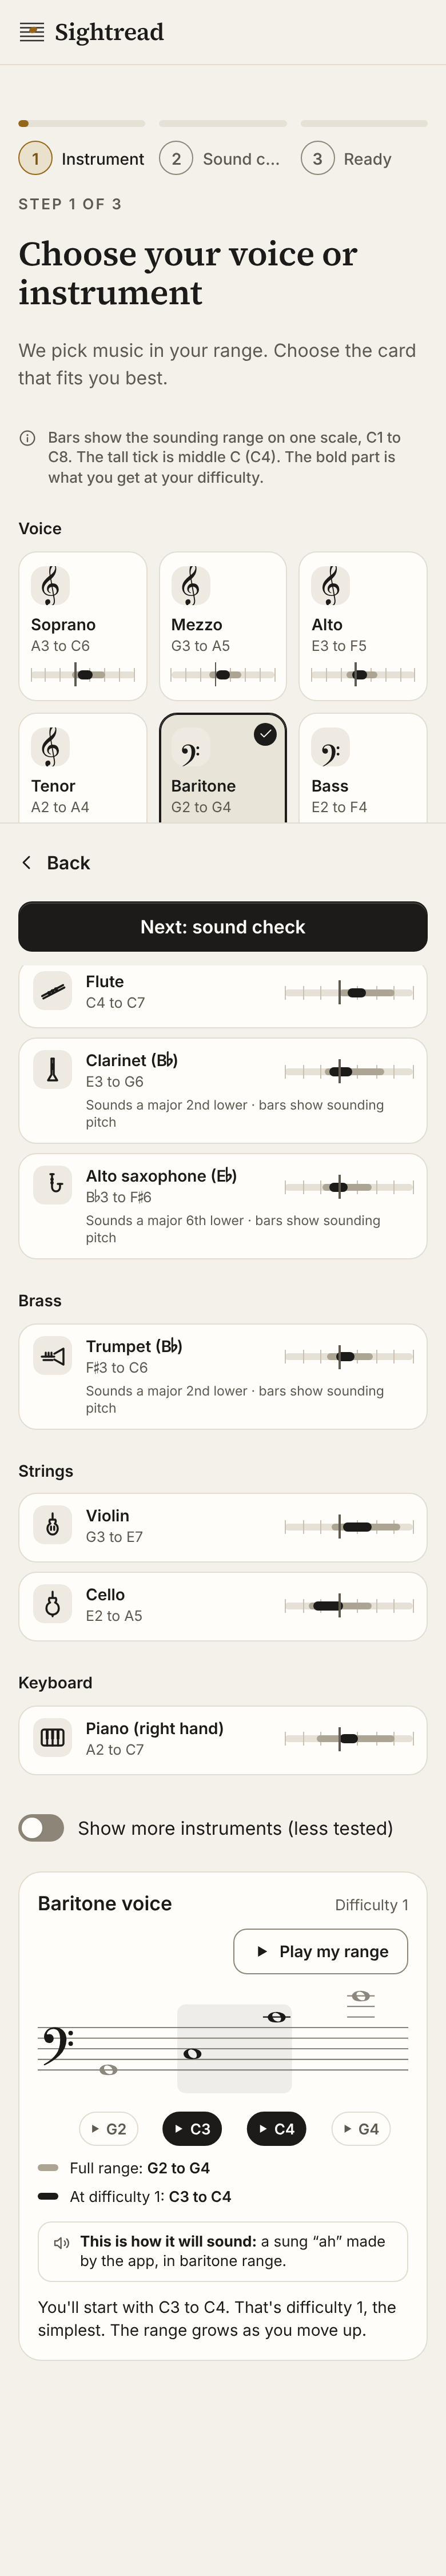 Sightread
1 Instrument 2 Sound c... 3 Ready
STEP 1 OF 3
Choose your voice or
instrument
We pick music in your range. Choose the card
that fits you best.
Bars show the sounding range on one scale, C1 to
C8. The tall tick is middle C (C4). The bold part is
what you get at your difficulty.
Voice
Soprano
A3 to C6
Mezzo
G3 to A5
Alto
E3 to F5
Tenor
A2 to A4
Baritone
G2 to G4
Bass
E2 to F4
Back
Next: sound check
Flute
C4 to C7
Clarinet (B♭)
E3 to G6
Sounds a major 2nd lower · bars show sounding
pitch
Alto saxophone (E♭)
B♭3 to F♯6
Sounds a major 6th lower · bars show sounding
pitch
Brass
Trumpet (B♭)
F♯3 to C6
Sounds a major 2nd lower · bars show sounding
pitch
Strings
Violin
G3 to E7
Cello
E2 to A5
Keyboard
Piano (right hand)
A2 to C7
Show more instruments (less tested)
Baritone voice
Difficulty 1
Play my range
G2 C3 C4 G4
Full range: G2 to G4
At difficulty 1: C3 to C4
This is how it will sound: a sung “ah” made
by the app, in baritone range.
You'll start with C3 to C4. That's difficulty 1, the
simplest. The range grows as you move up.